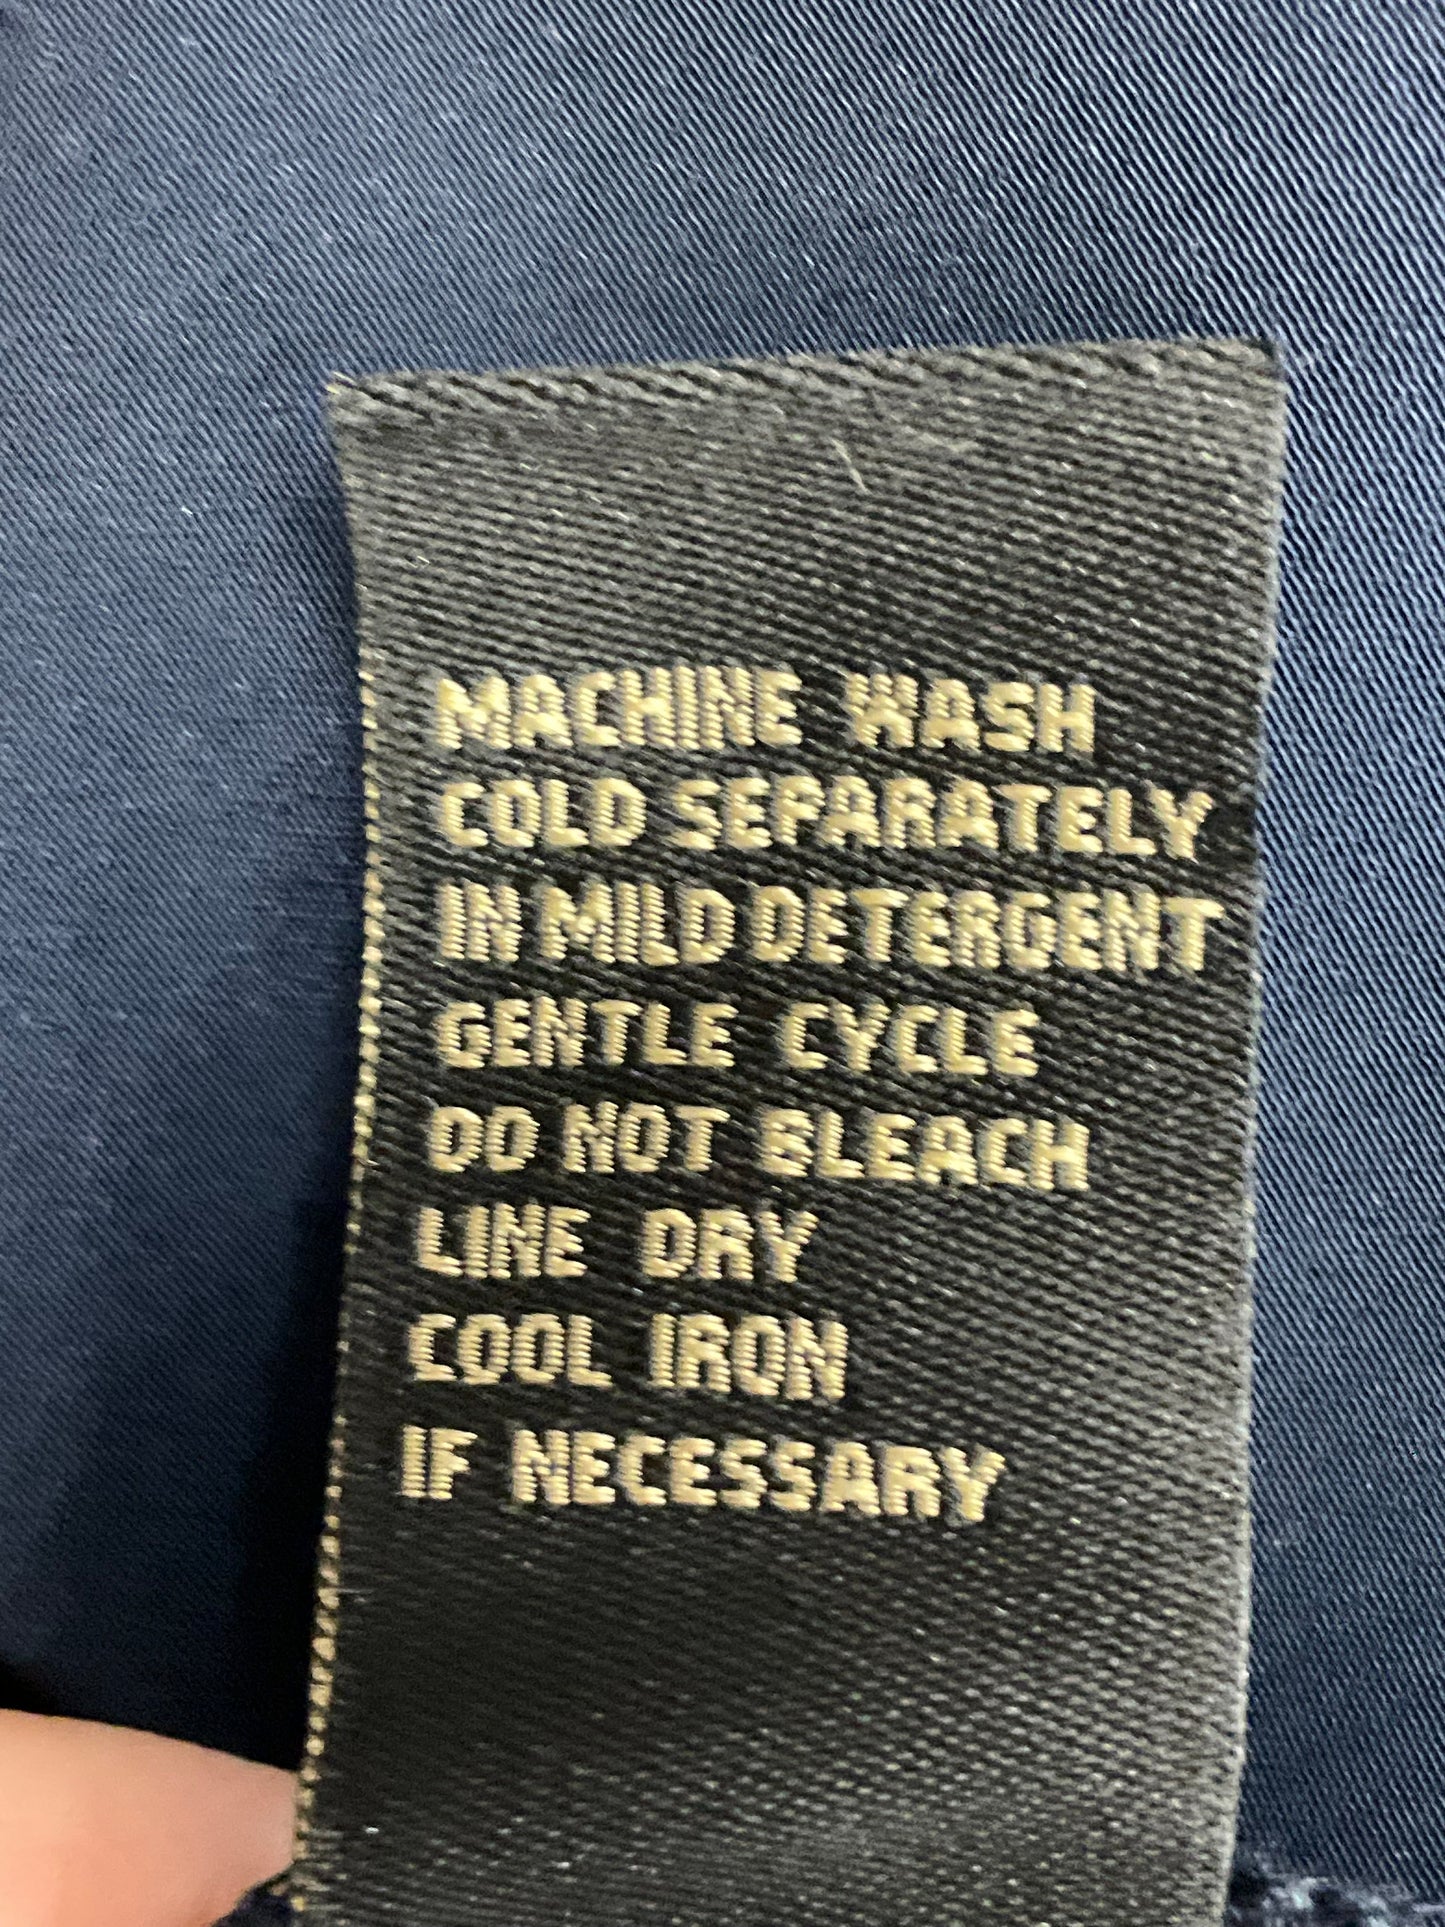 MACHINE WASH
COLD SEPARATELY
IN MILD DETERGENT
GENTLE CYCLE
DO NOT BLEACH
LINE DRY
COOL IRON
IF NECESSARY